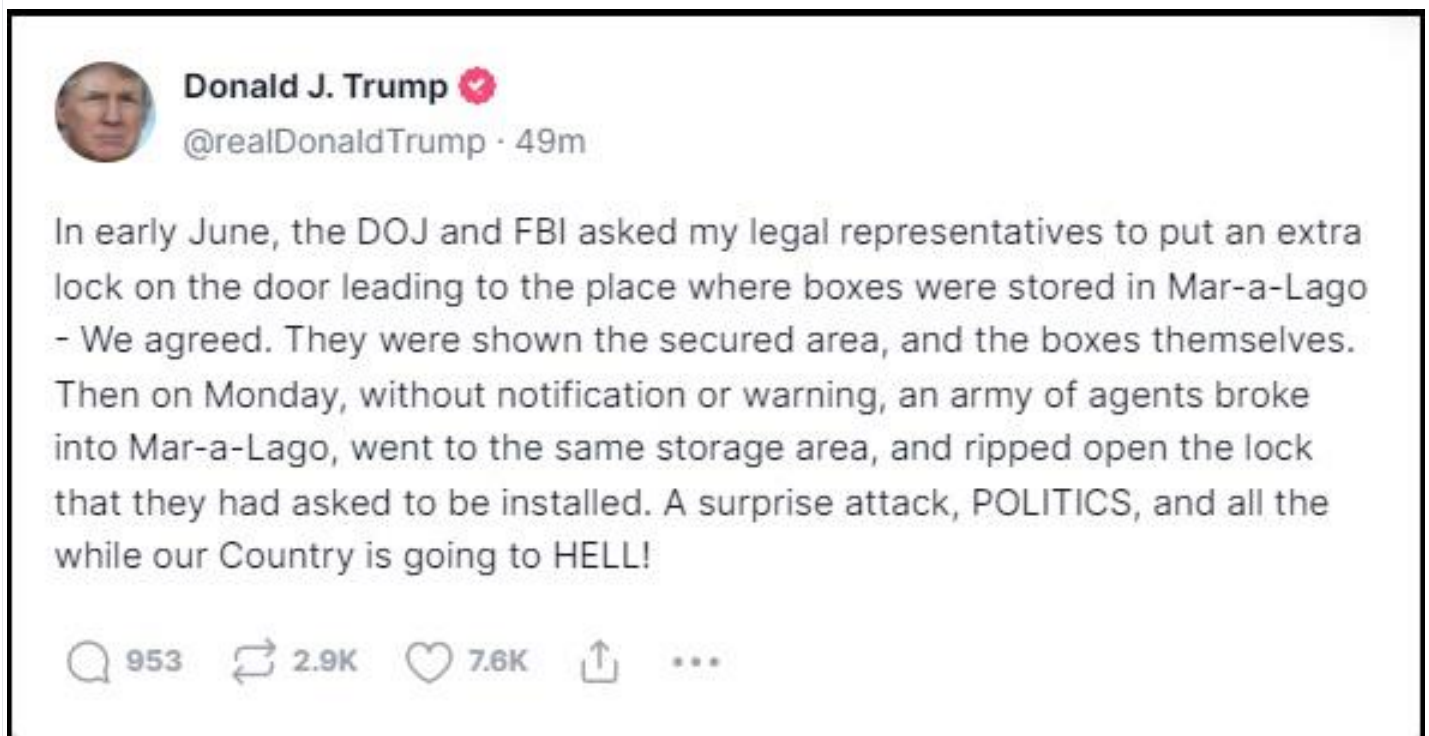 Donald J. Trump
@realDonaldTrump · 49m
In early June, the DOJ and FBI asked my legal representatives to put an extra
lock on the door leading to the place where boxes were stored in Mar-a-Lago
- We agreed. They were shown the secured area, and the boxes themselves.
Then on Monday, without notification or warning, an army of agents broke
into Mar-a-Lago, went to the same storage area, and ripped open the lock
that they had asked to be installed. A surprise attack, POLITICS, and all the
while our Country is going to HELL!
953 2.9K 7.6K